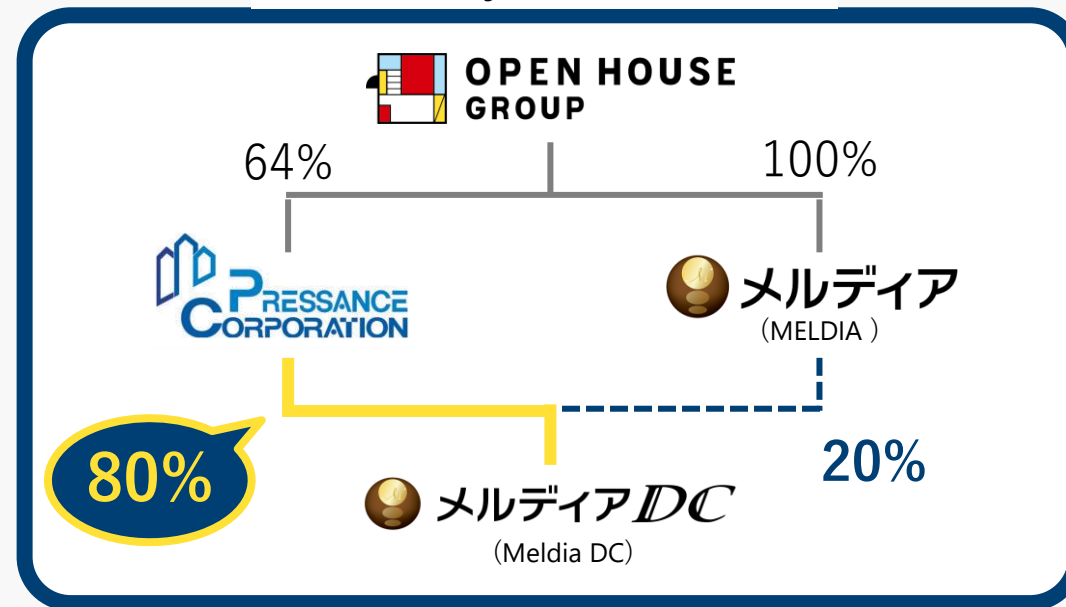 OPEN HOUSE
GROUP
64%
100%
PRESSANCE
CORPORATION
メルディア
（MELDIA ）
80%
20%
メルディアDC
（Meldia DC）